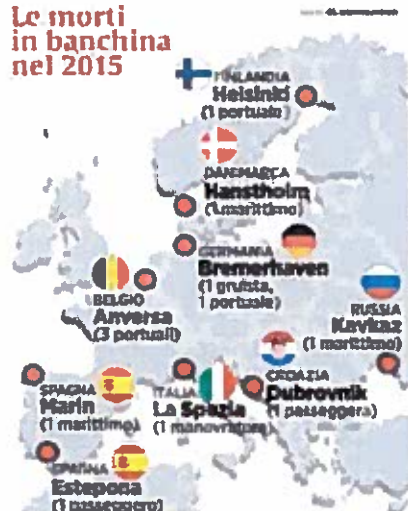 Le morti
in banchina
nel 2015
FINLANDIA
Helsinki
(1 portuale)
DANIMARCA
Hanstholm
(1 marittimo)
GERMANIA
Bremerhaven
(1 gruista,
1 portuale)
BELGIO
Anversa
(3 portuali)
RUSSIA
Kavkaz
(1 marittimo)
CROAZIA
Dubrovnik
(1 passeggera)
SPAGNA
Marin
(1 marittimo)
ITALIA
La Spezia
(1 manovratore)
SPAGNA
Estepona
(1 passeggero)